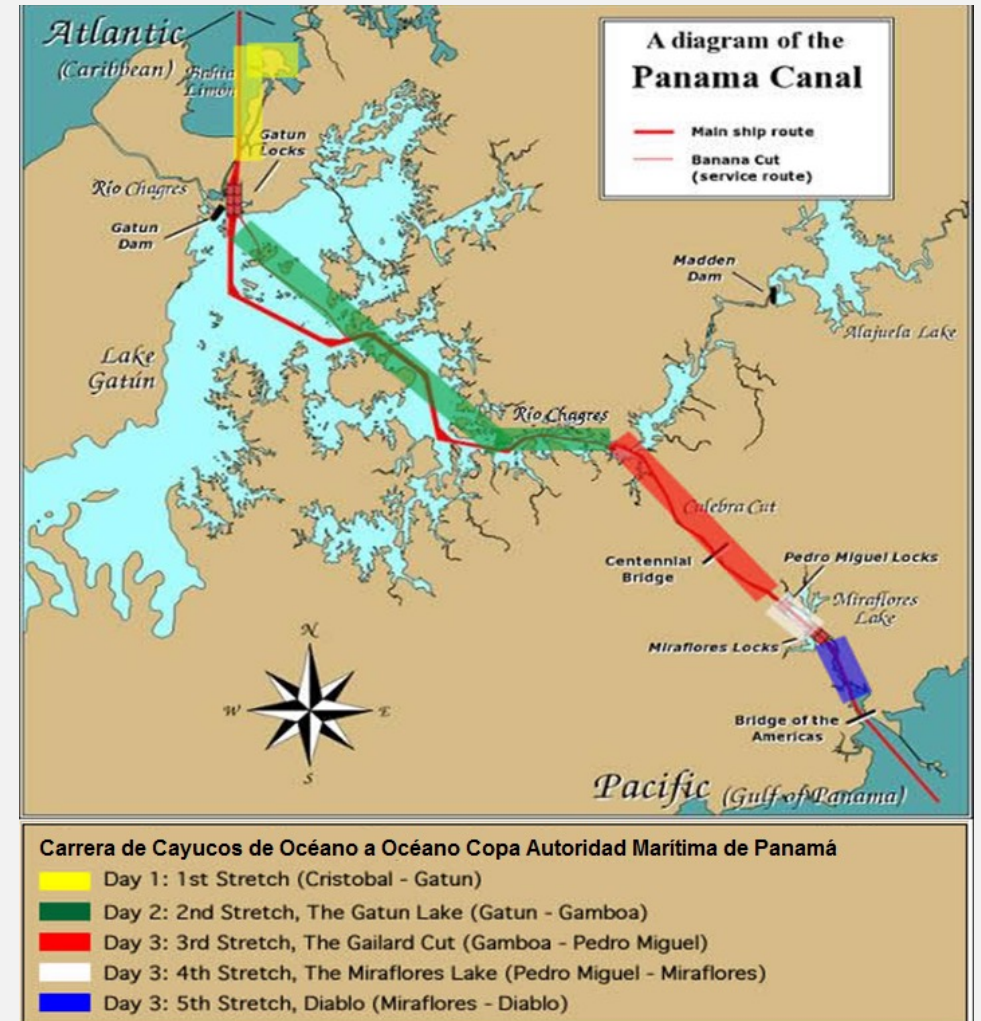 Atlantic
(Caribbean)
Bahia
Limón
A diagram of the
Panama Canal
Main ship route
Banana Cut
(service route)
Gatun
Locks
Río Chagres
Gatun
Dam
Madden
Dam
Alajuela Lake
Lake
Gatún
Río Chagres
Culebra Cut
Centennial
Bridge
Pedro Miguel Locks
Miraflores
Lake
Miraflores Locks
N
W
E
S
Bridge of the
Americas
Pacific (Gulf of Panama)
Carrera de Cayucos de Océano a Océano Copa Autoridad Marítima de Panamá
Day 1: 1st Stretch (Cristobal - Gatun)
Day 2: 2nd Stretch, The Gatun Lake (Gatun - Gamboa)
Day 3: 3rd Stretch, The Gailard Cut (Gamboa - Pedro Miguel)
Day 3: 4th Stretch, The Miraflores Lake (Pedro Miguel - Miraflores)
Day 3: 5th Stretch, Diablo (Miraflores - Diablo)